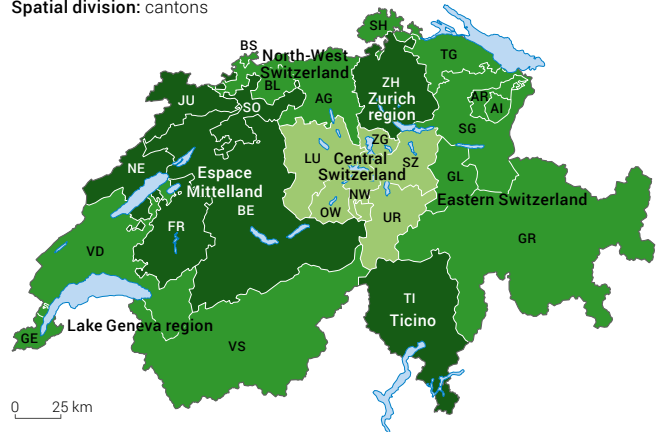 Spatial division: cantons
SH
BS
North-West
Switzerland
TG
BL
ZH
JU
Zurich
region
AR
AI
SO
AG
SG
ZG
LU
Central
Switzerland
SZ
NE
Espace
Mittelland
GL
NW
Eastern Switzerland
OW
BE
UR
FR
GR
VD
TI
Ticino
Lake Geneva region
GE
VS
0 25 km